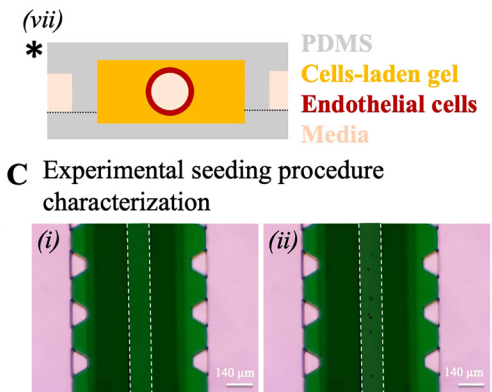 (vii)
*
PDMS
Cells-laden gel
Endothelial cells
Media
C Experimental seeding procedure
characterization
(i)
(ii)
140 μm
140 μm